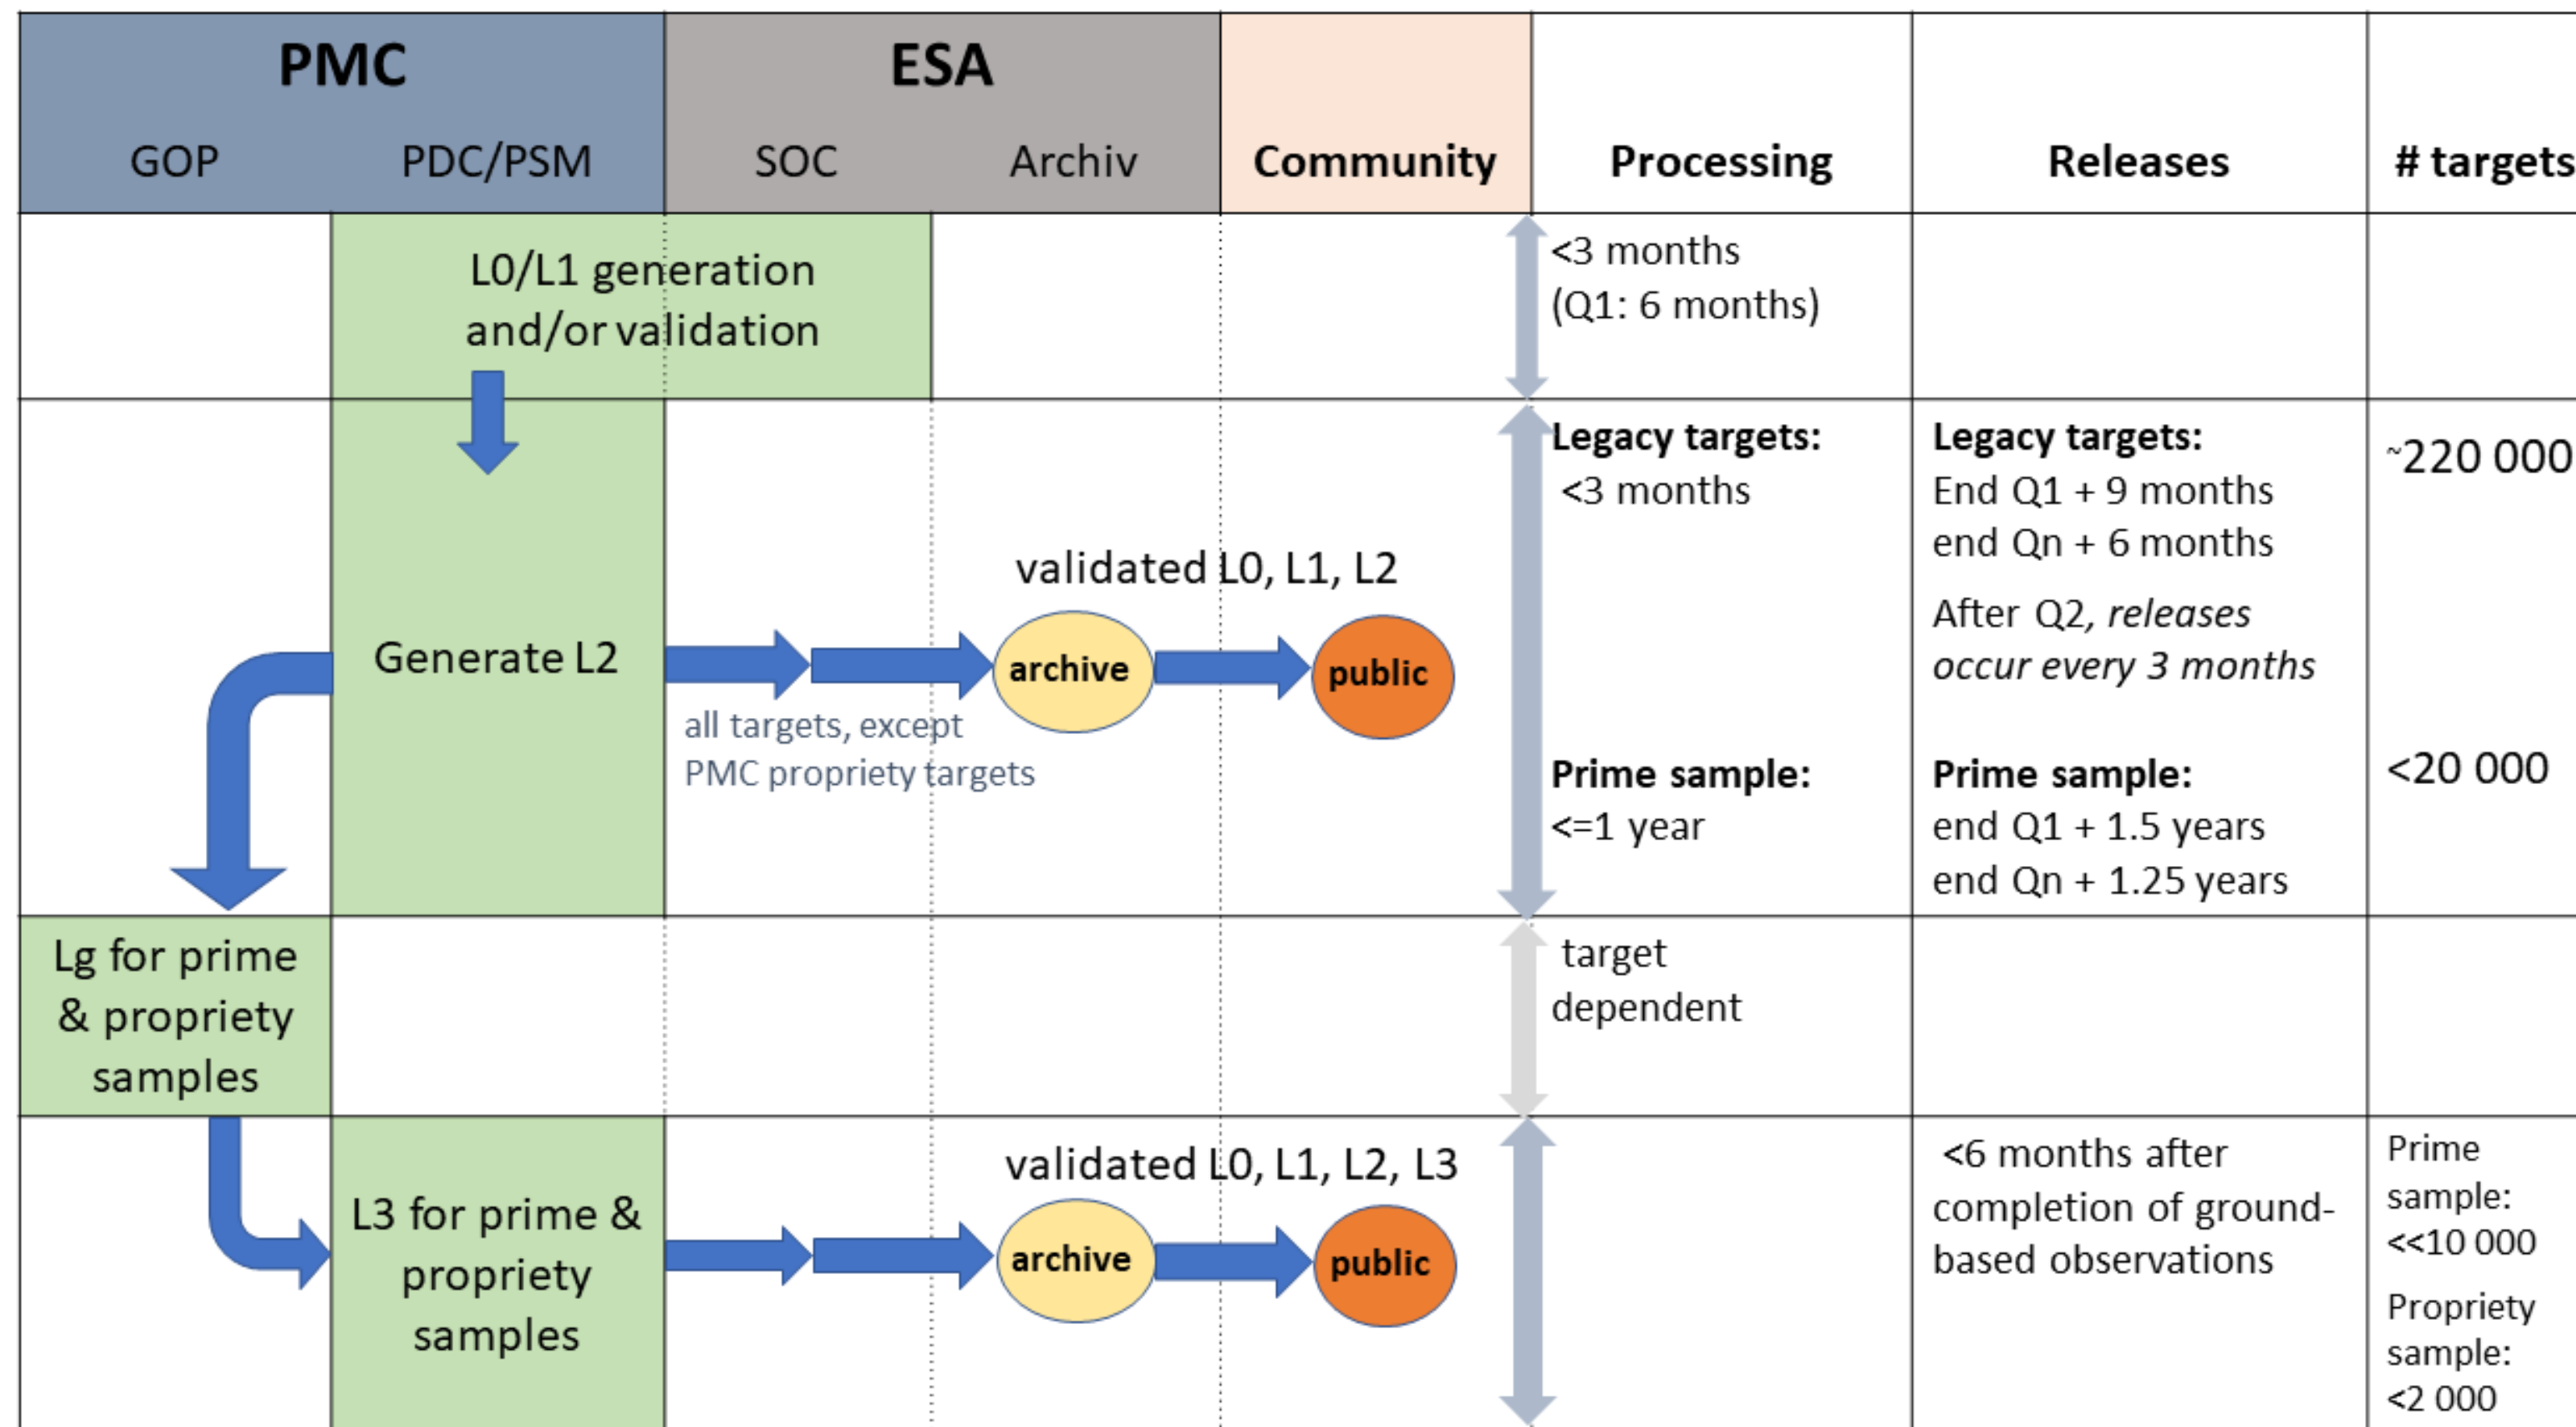 PMC
ESA
GOP
PDC/PSM
SOC
Archiv
Community
Processing
Releases
# targets
L0/L1 generation
and/or validation
<3 months
(Q1: 6 months)
Generate L2
all targets, except
PMC propriety targets
validated L0, L1, L2
archive
public
Legacy targets:
<3 months
Prime sample:
<=1 year
Legacy targets:
End Q1 + 9 months
end Qn + 6 months
After Q2, releases
occur every 3 months
Prime sample:
end Q1 + 1.5 years
end Qn + 1.25 years
~220 000
<20 000
Lg for prime
& propriety
samples
target
dependent
L3 for prime &
propriety
samples
validated L0, L1, L2, L3
archive
public
<6 months after
completion of ground-
based observations
Prime
sample:
<<10 000
Propriety
sample:
<2 000